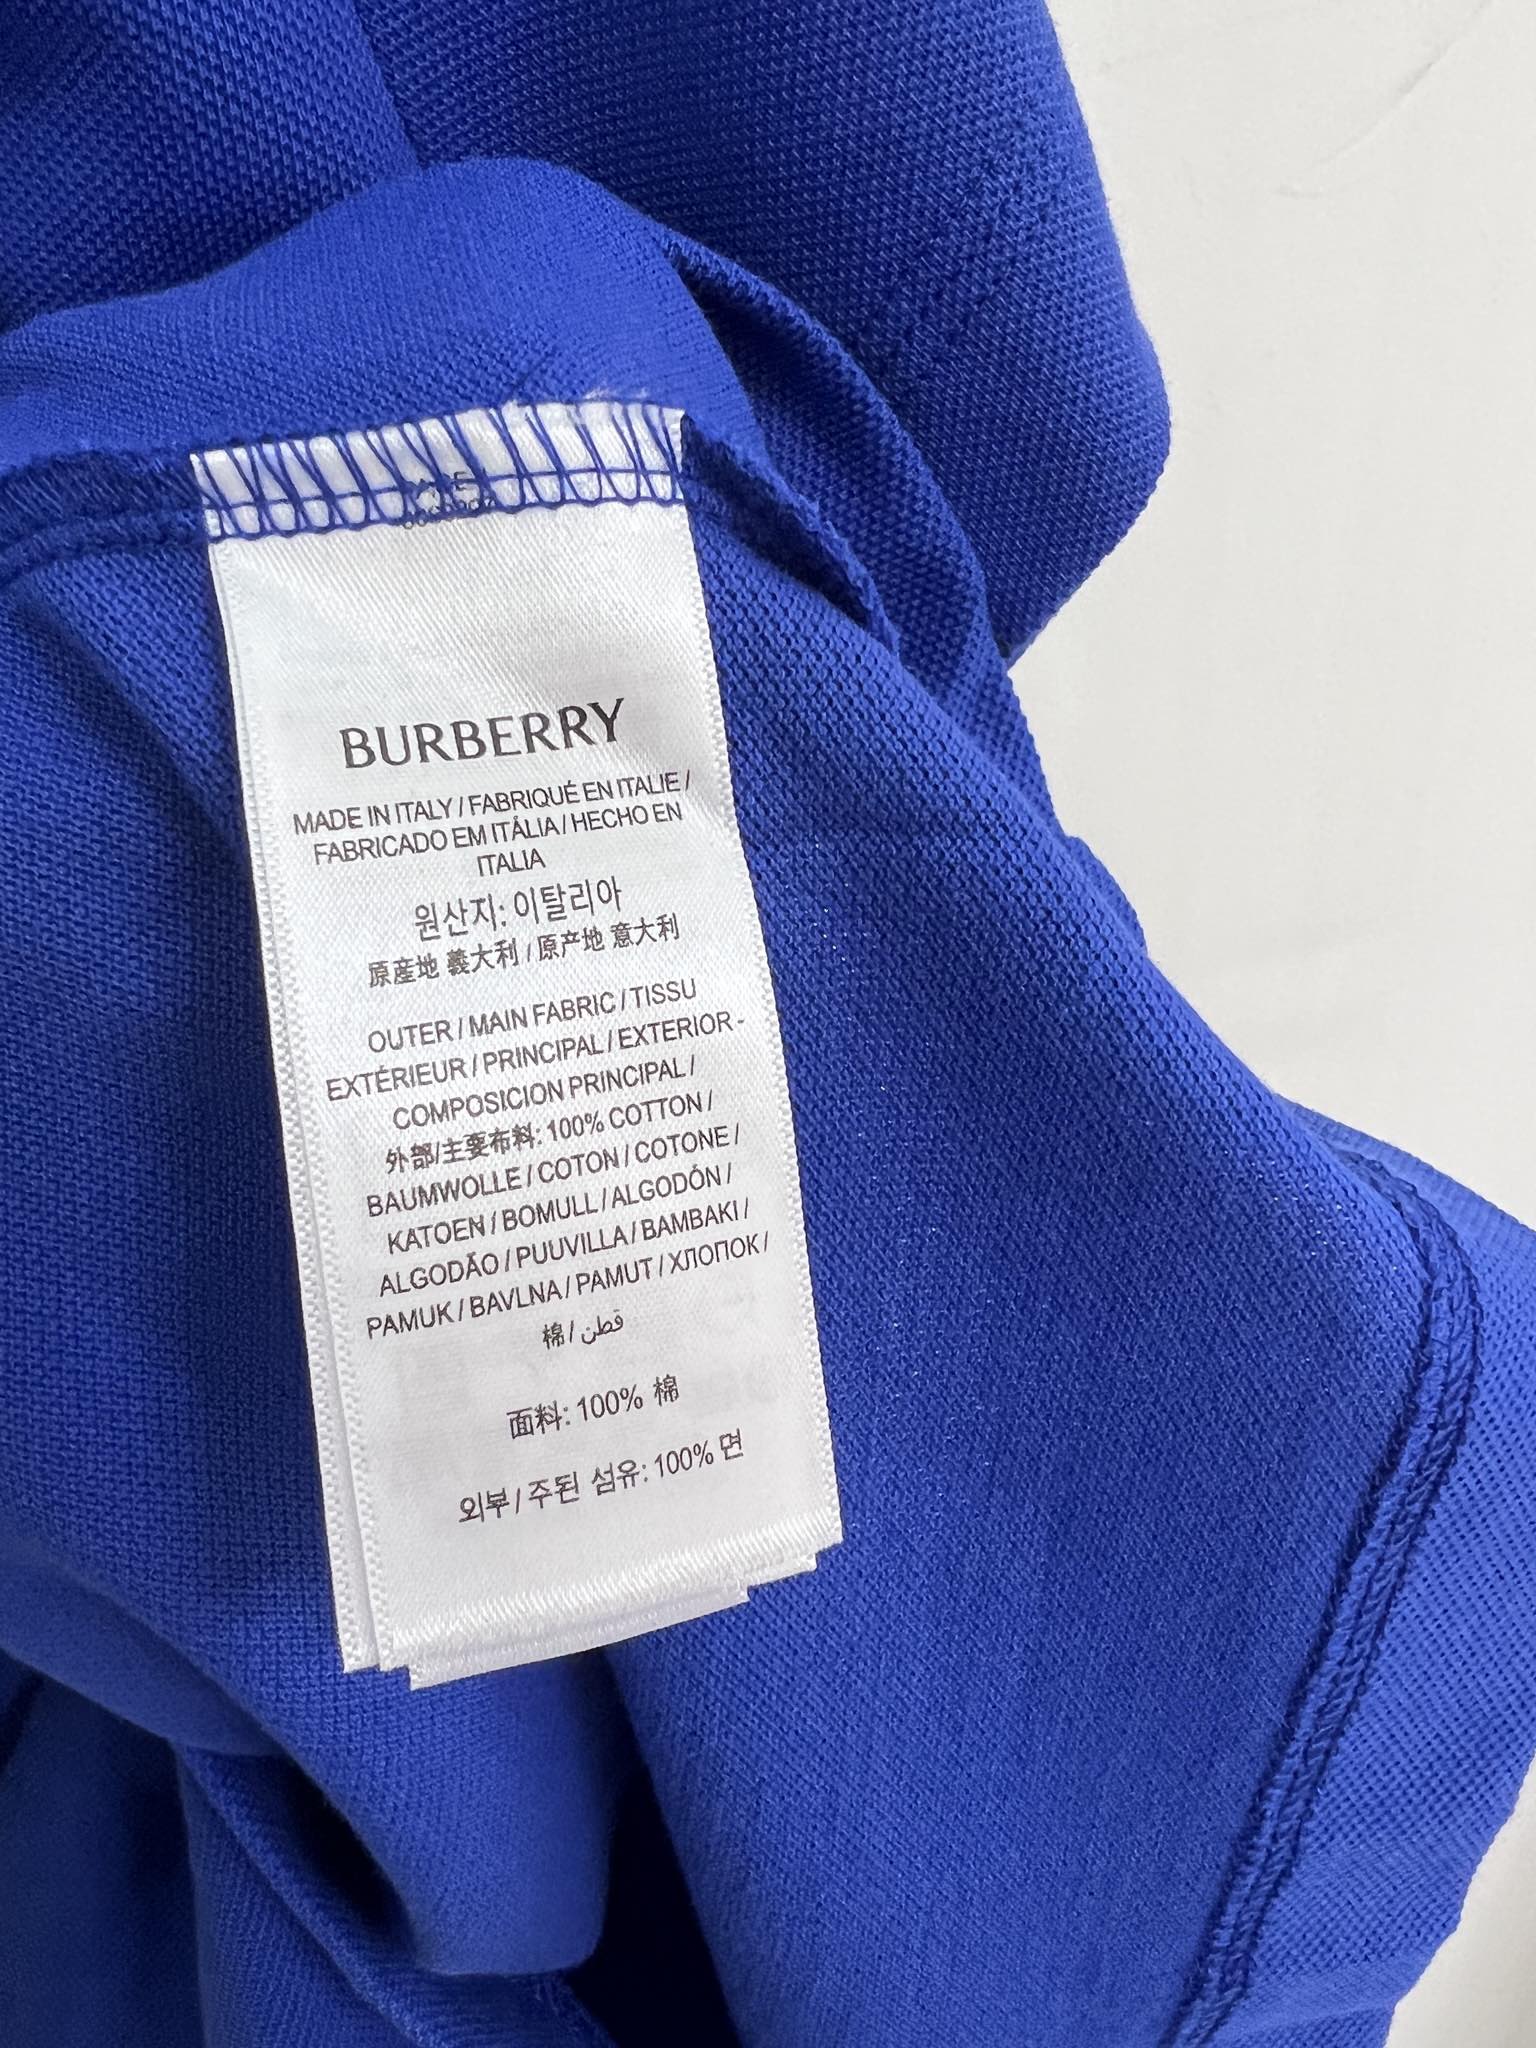 BURBERRY
MADE IN ITALY / FABRIQUÉ EN ITALIE /
FABRICADO EM ITÁLIA / HECHO EN
ITALIA
원산지: 이탈리아
原産地 義大利 / 原产地 意大利
OUTER / MAIN FABRIC / TISSU
EXTÉRIEUR / PRINCIPAL / EXTERIOR -
COMPOSICION PRINCIPAL /
外部/主要布料: 100% COTTON /
BAUMWOLLE / COTON / COTONE /
KATOEN / BOMULL / ALGODÓN /
ALGODÃO / PUUVILLA / BAMBAKI /
PAMUK / BAVLNA / PAMUT / ХЛОПОК /
棉 / قطن
面料: 100% 棉
외부 / 주된 섬유: 100% 면